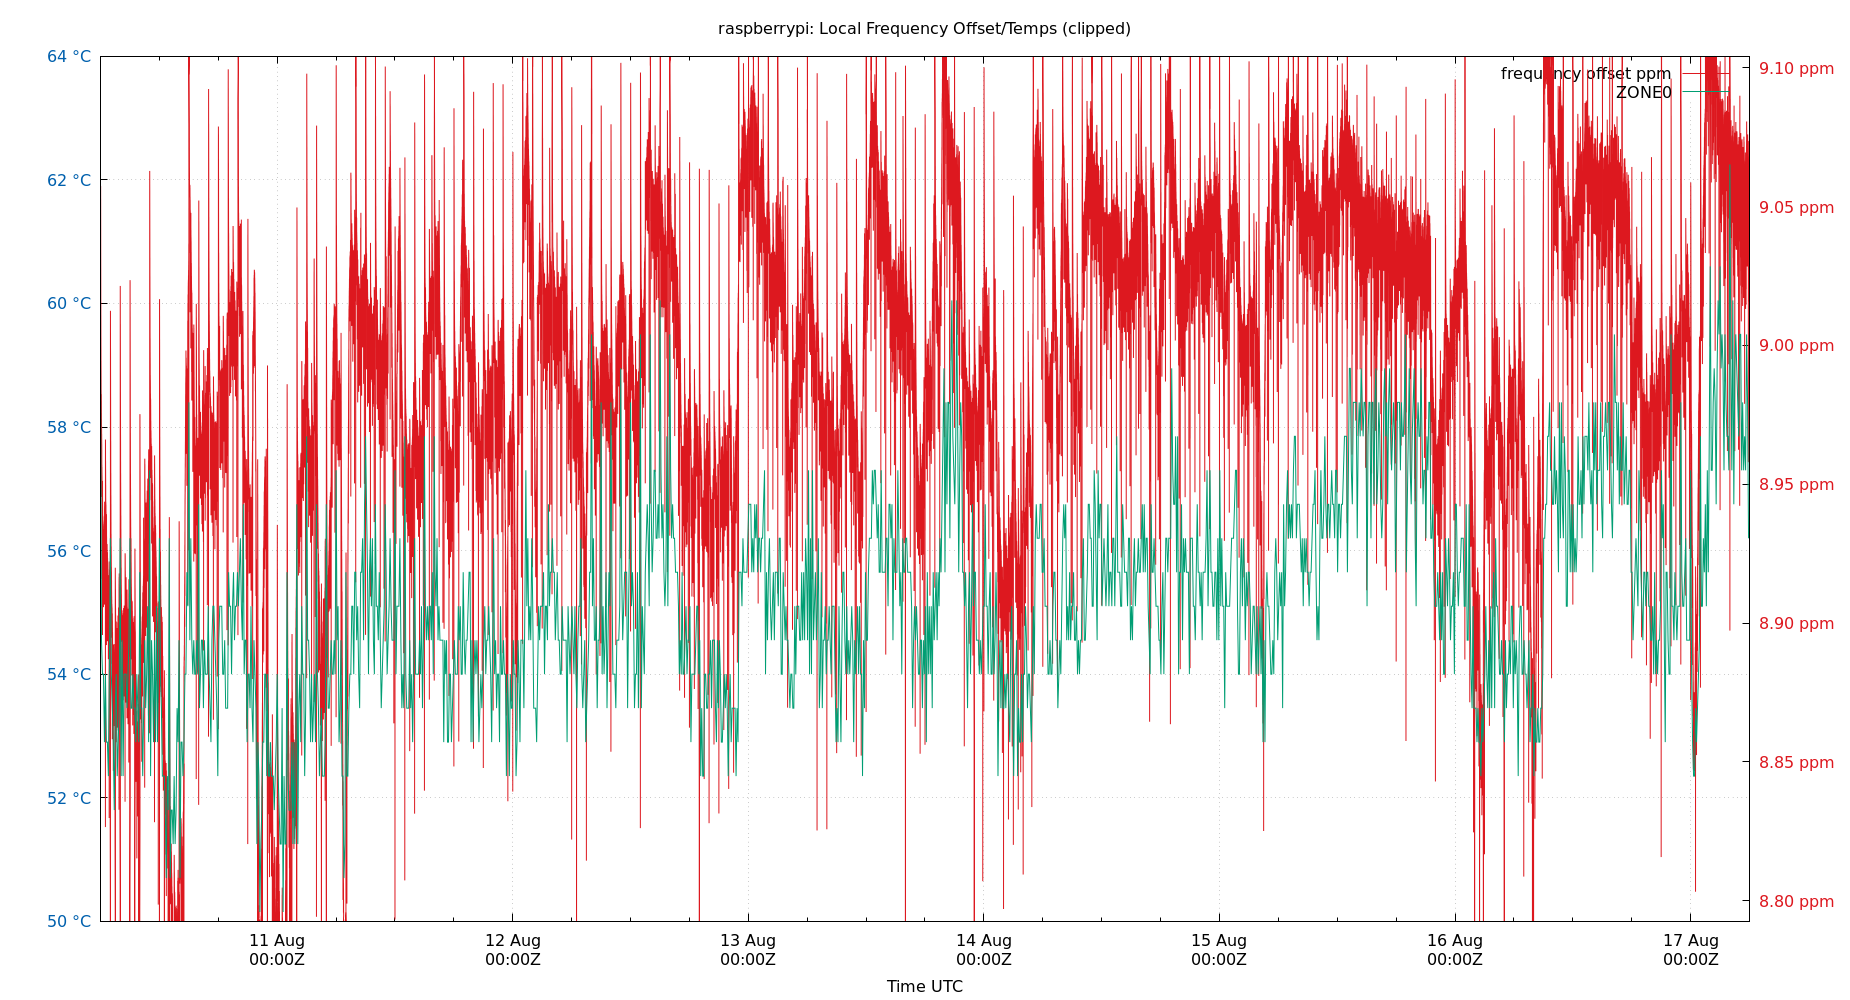 raspberrypi: Local Frequency Offset/Temps (clipped)
64 °C
62 °C
60 °C
58 °C
56 °C
54 °C
52 °C
50 °C
frequency offset ppm
ZONE0
9.10 ppm
9.05 ppm
9.00 ppm
8.95 ppm
8.90 ppm
8.85 ppm
8.80 ppm
11 Aug
00:00Z
12 Aug
00:00Z
13 Aug
00:00Z
14 Aug
00:00Z
15 Aug
00:00Z
16 Aug
00:00Z
17 Aug
00:00Z
Time UTC